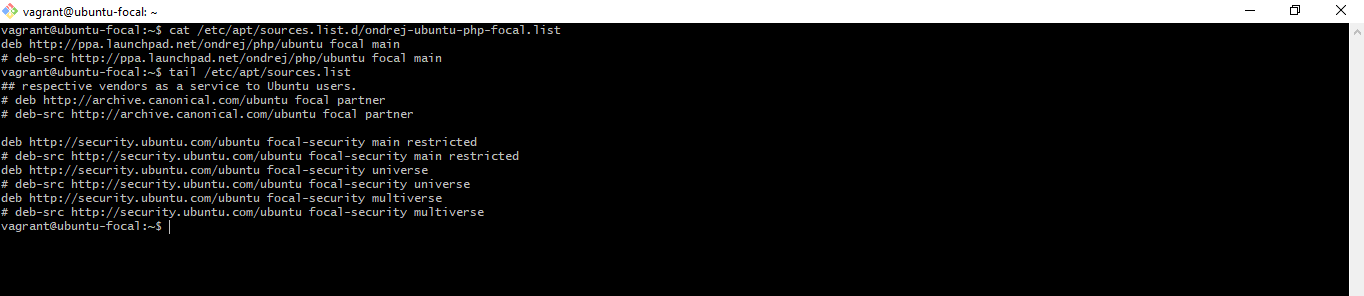 vagrant@ubuntu-focal: ~
vagrant@ubuntu-focal:~$ cat /etc/apt/sources.list.d/ondrej-ubuntu-php-focal.list
deb http://ppa.launchpad.net/ondrej/php/ubuntu focal main
# deb-src http://ppa.launchpad.net/ondrej/php/ubuntu focal main
vagrant@ubuntu-focal:~$ tail /etc/apt/sources.list
## respective vendors as a service to Ubuntu users.
# deb http://archive.canonical.com/ubuntu focal partner
# deb-src http://archive.canonical.com/ubuntu focal partner
deb http://security.ubuntu.com/ubuntu focal-security main restricted
# deb-src http://security.ubuntu.com/ubuntu focal-security main restricted
deb http://security.ubuntu.com/ubuntu focal-security universe
# deb-src http://security.ubuntu.com/ubuntu focal-security universe
deb http://security.ubuntu.com/ubuntu focal-security multiverse
# deb-src http://security.ubuntu.com/ubuntu focal-security multiverse
vagrant@ubuntu-focal:~$